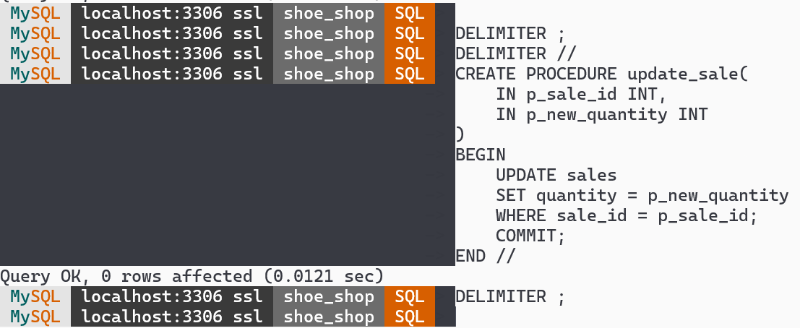 MySQL localhost:3306 ssl shoe_shop SQL
MySQL localhost:3306 ssl shoe_shop SQL DELIMITER ;
MySQL localhost:3306 ssl shoe_shop SQL DELIMITER //
MySQL localhost:3306 ssl shoe_shop SQL CREATE PROCEDURE update_sale(
    IN p_sale_id INT,
    IN p_new_quantity INT
)
BEGIN
    UPDATE sales
    SET quantity = p_new_quantity
    WHERE sale_id = p_sale_id;
    COMMIT;
END //
Query OK, 0 rows affected (0.0121 sec)
MySQL localhost:3306 ssl shoe_shop SQL DELIMITER ;
MySQL localhost:3306 ssl shoe_shop SQL